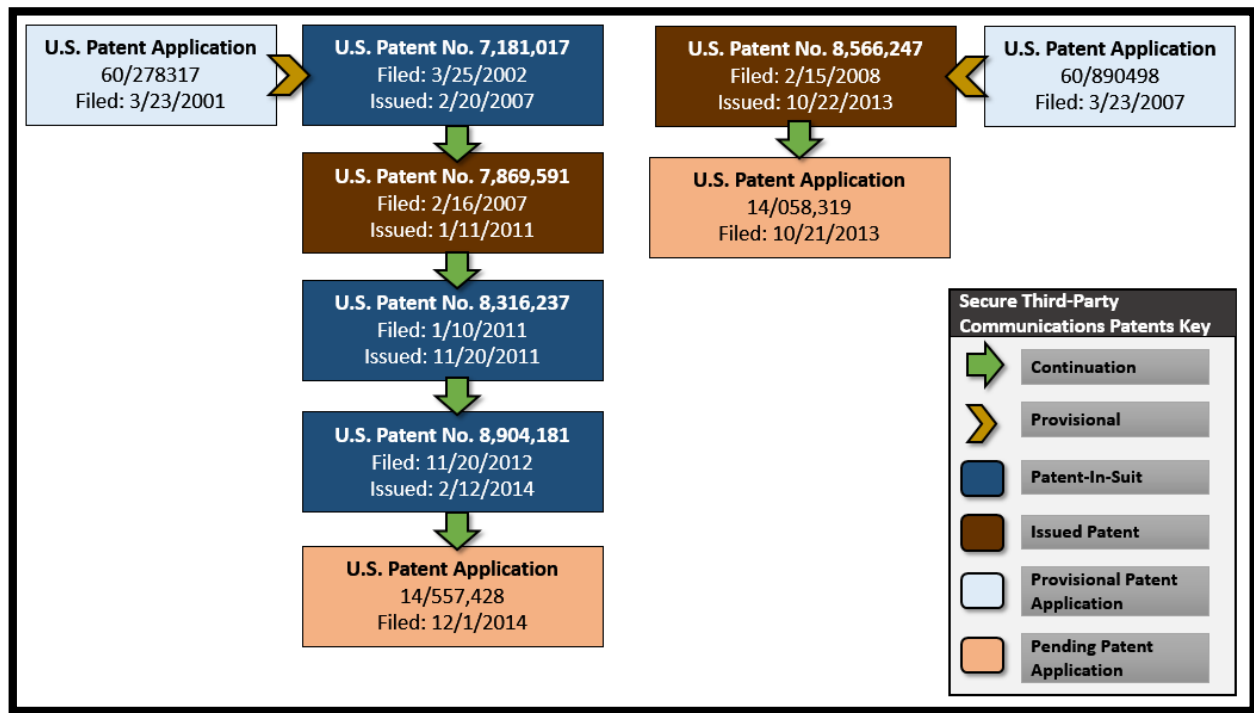 U.S. Patent Application
60/278317
Filed: 3/23/2001
U.S. Patent No. 7,181,017
Filed: 3/25/2002
Issued: 2/20/2007
U.S. Patent No. 7,869,591
Filed: 2/16/2007
Issued: 1/11/2011
U.S. Patent No. 8,316,237
Filed: 1/10/2011
Issued: 11/20/2011
U.S. Patent No. 8,904,181
Filed: 11/20/2012
Issued: 2/12/2014
U.S. Patent Application
14/557,428
Filed: 12/1/2014
U.S. Patent No. 8,566,247
Filed: 2/15/2008
Issued: 10/22/2013
U.S. Patent Application
60/890498
Filed: 3/23/2007
U.S. Patent Application
14/058,319
Filed: 10/21/2013
Secure Third-Party
Communications Patents Key
Continuation
Provisional
Patent-In-Suit
Issued Patent
Provisional Patent
Application
Pending Patent
Application